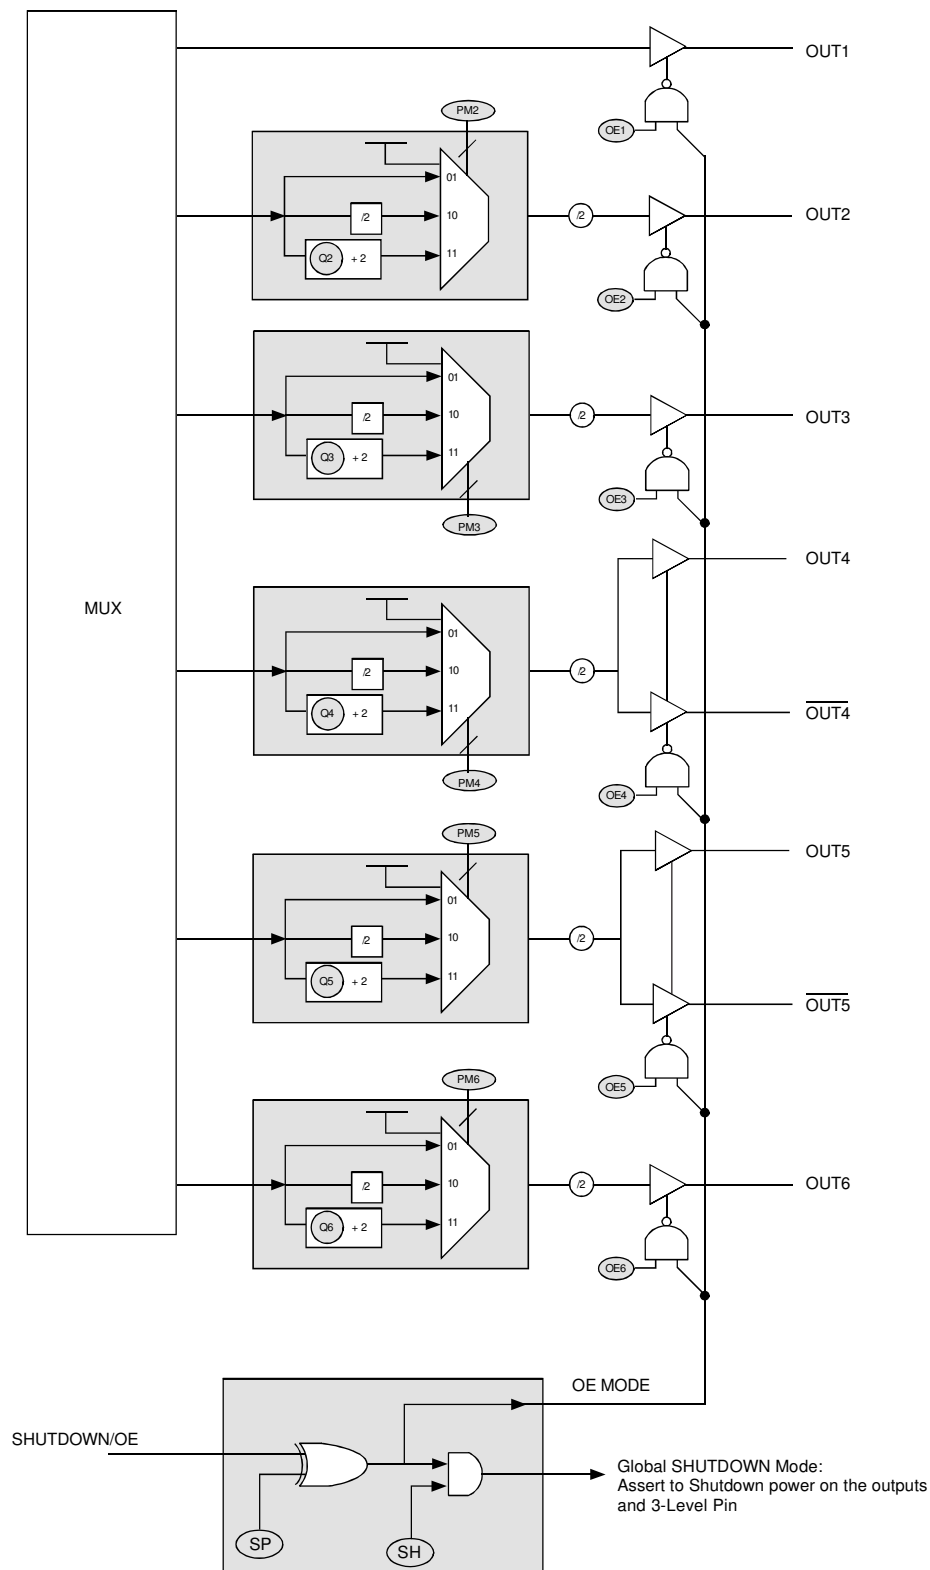 OUT1
PM2
OE1
01
/2
10
/2
OUT2
Q2 + 2
11
OE2
01
/2
10
/2
OUT3
Q3 + 2
11
OE3
PM3
OUT4
MUX
01
/2
10
/2
Q4 + 2
11
OUT4
PM4
OE4
PM5
OUT5
01
/2
10
/2
Q5 + 2
11
OUT5
PM6
OE5
01
/2
10
/2
OUT6
Q6 + 2
11
OE6
OE MODE
SHUTDOWN/OE
Global SHUTDOWN Mode:
Assert to Shutdown power on the outputs
and 3-Level Pin
SP
SH